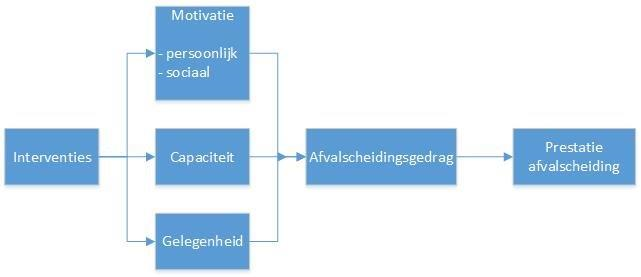 Motivatie
- persoonlijk
- sociaal
Interventies
Capaciteit
Gelegenheid
Afvalscheidingsgedrag
Prestatie
afvalscheiding